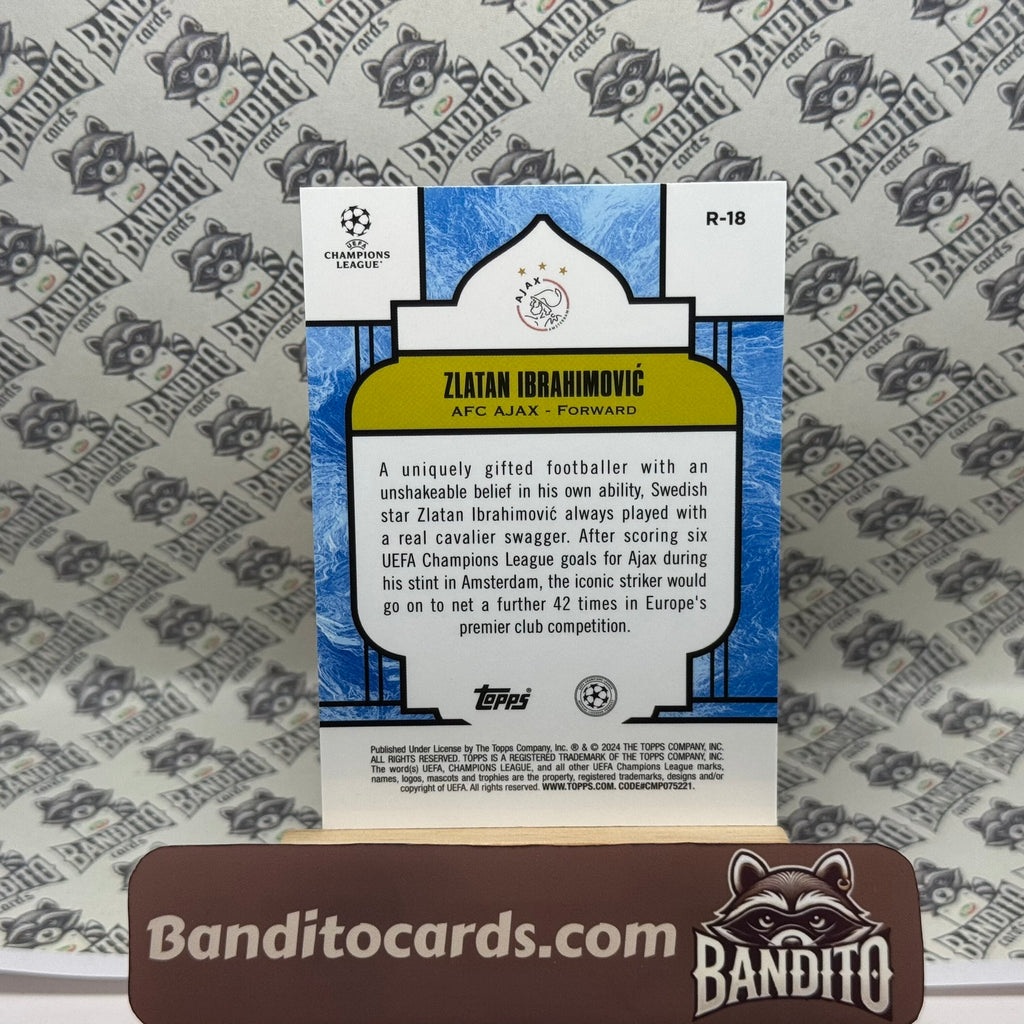 UEFA
CHAMPIONS
LEAGUE®
R-18
AJAX
AMSTERDAM
ZLATAN IBRAHIMOVIĆ
AFC AJAX - FORWARD
A uniquely gifted footballer with an
unshakeable belief in his own ability, Swedish
star Zlatan Ibrahimović always played with
a real cavalier swagger. After scoring six
UEFA Champions League goals for Ajax during
his stint in Amsterdam, the iconic striker would
go on to net a further 42 times in Europe's
premier club competition.
topps®
Published Under License by The Topps Company, Inc. ® & © 2024 THE TOPPS COMPANY, INC.
ALL RIGHTS RESERVED. TOPPS IS A REGISTERED TRADEMARK OF THE TOPPS COMPANY, INC.
The word(s) UEFA, CHAMPIONS LEAGUE, and all other UEFA Champions League marks,
names, logos, mascots and trophies are the property, registered trademarks, designs and/or
copyright of UEFA. All rights reserved. WWW.TOPPS.COM. CODE#CMP075221.
Banditocards.com
BANDITO
BANDITO
cards